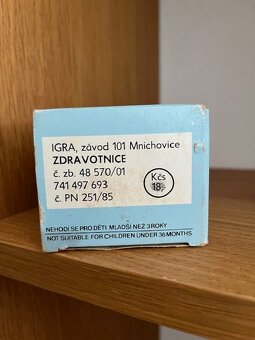 IGRA, závod 101 Mnichovice
ZDRAVOTNICE
č. zb. 48 570/01
741 497 693
č. PN 251/85
Kčs
18,-
NEHODÍ SE PRO DĚTI MLADŠÍ NEŽ 3 ROKY
NOT SUITABLE FOR CHILDREN UNDER 36 MONTHS